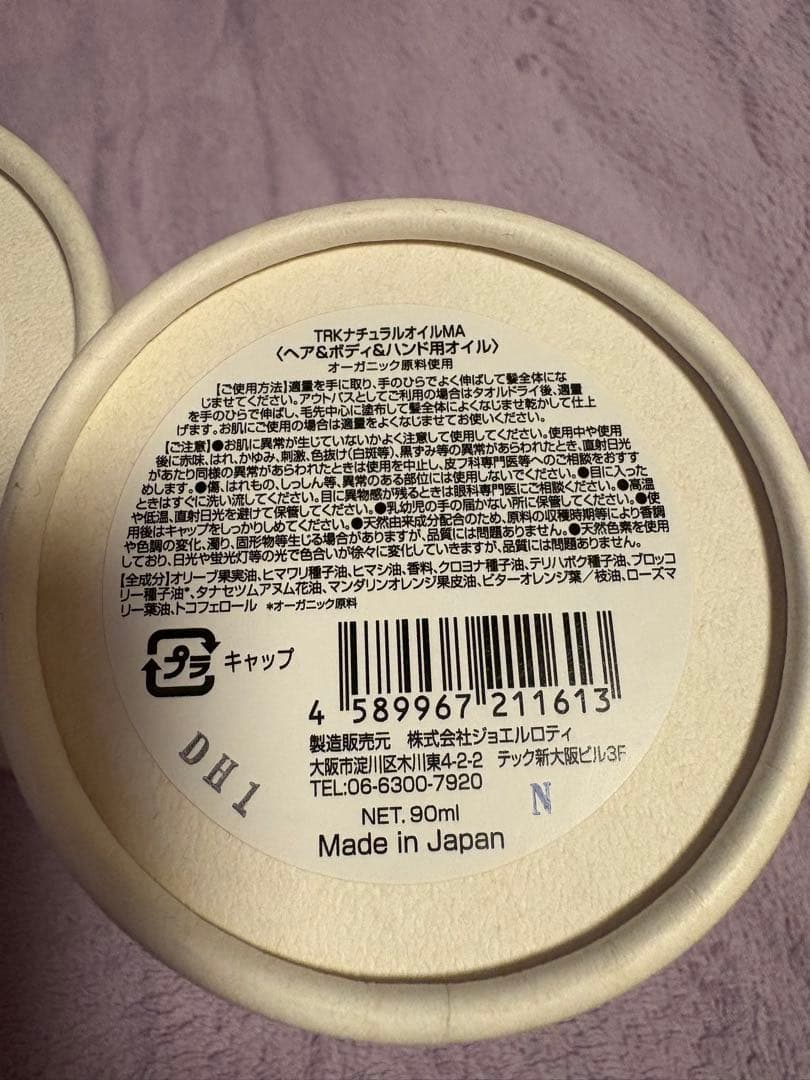 TRKナチュラルオイルMA
〈ヘア&ボディ&ハンド用オイル〉
オーガニック原料使用
【ご使用方法】適量を手に取り、手のひらでよく伸ばして髪全体にな
じませてください。アウトバスとしてご利用の場合はタオルドライ後、適量
を手のひらで伸ばし、毛先中心に塗布して髪全体によくなじませ乾かして仕上
げます。お肌にご使用の場合は適量をよくなじませてお使いください。
【ご注意】●お肌に異常が生じていないかよく注意して使用してください。使用中や使用
後に赤味、はれ、かゆみ、刺激、色抜け(白斑等)、黒ずみ等の異常があらわれたとき、直射日光
があたり同様の異常があらわれたときは使用を中止し、皮フ科専門医等へのご相談をおすす
めします。●傷、はれもの、しっしん等、異常のある部位には使用しないでください。●目に入った
ときはすぐに洗い流してください。目に異物感が残るときは眼科専門医にご相談ください。●高温
や低温、直射日光を避けて保管してください。●乳幼児の手の届かない所に保管してください。●使
用後はキャップをしっかりしめてください。●天然由来成分配合のため、原料の収穫時期等により香調
や色調の変化、濁り、固形物等生じる場合がありますが、品質には問題ありません。●天然色素を使用
しており、日光や蛍光灯等の光で色合いが徐々に変化していきますが、品質には問題ありません。
【全成分】オリーブ果実油、ヒマワリ種子油、ヒマシ油、香料、クロヨナ種子油、テリハボク種子油、ブロッコ
リー種子油*、タナセツムアヌム花油、マンダリンオレンジ果皮油、ビターオレンジ葉/枝油、ローズマ
リー葉油、トコフェロール *オーガニック原料
プラ キャップ
4 589967 211613
製造販売元 株式会社ジョエルロティ
大阪市淀川区木川東4-2-2 テック新大阪ビル3F
TEL:06-6300-7920
NET. 90ml
Made in Japan
DH1
N